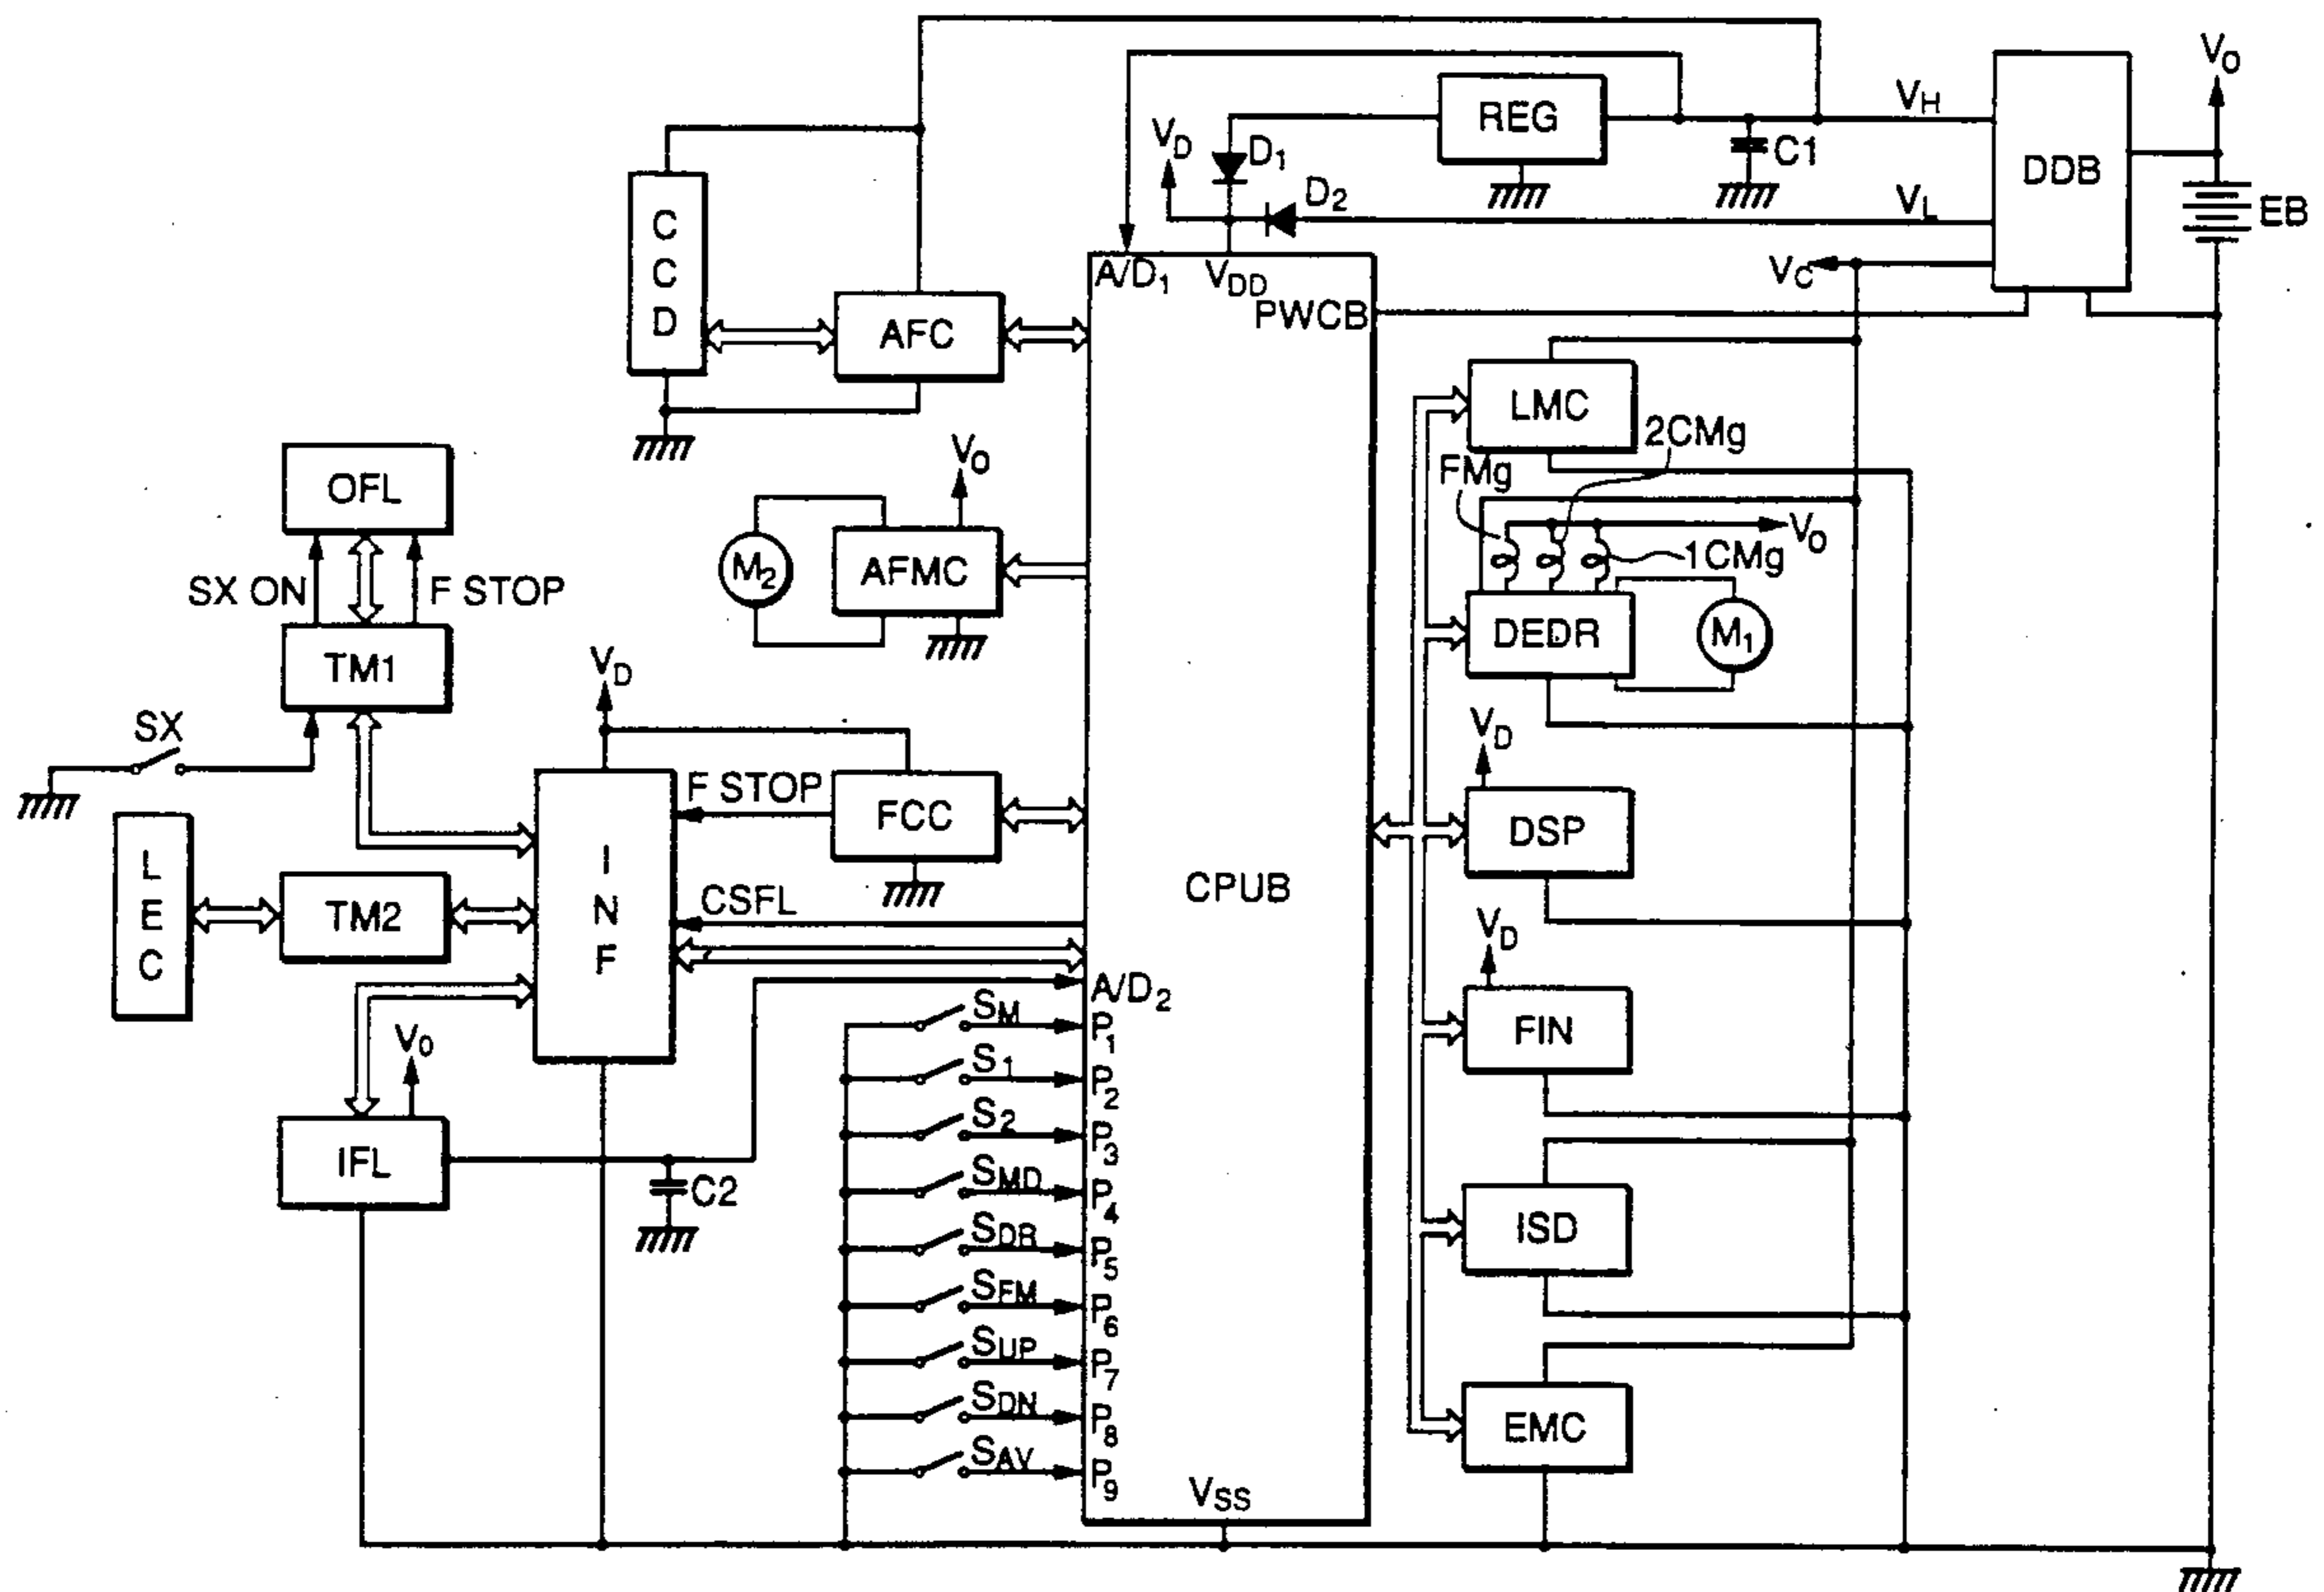 V0
VH
REG
VD
D1
C1
DDB
D2
VL
EB
C
C
D
A/D1
VDD
VC
PWCB
AFC
LMC
2CMg
FMg
V0
OFL
V0
1CMg
M2
AFMC
SX ON
F STOP
DEDR
M1
TM1
VD
SX
VD
F STOP
FCC
DSP
L
E
C
I
N
F
TM2
CSFL
CPUB
VD
A/D2
SM
P1
FIN
V0
S1
P2
S2
P3
IFL
C2
SMD
P4
SDR
P5
ISD
SFM
P6
SUP
P7
SDN
P8
EMC
SAV
P9
VSS